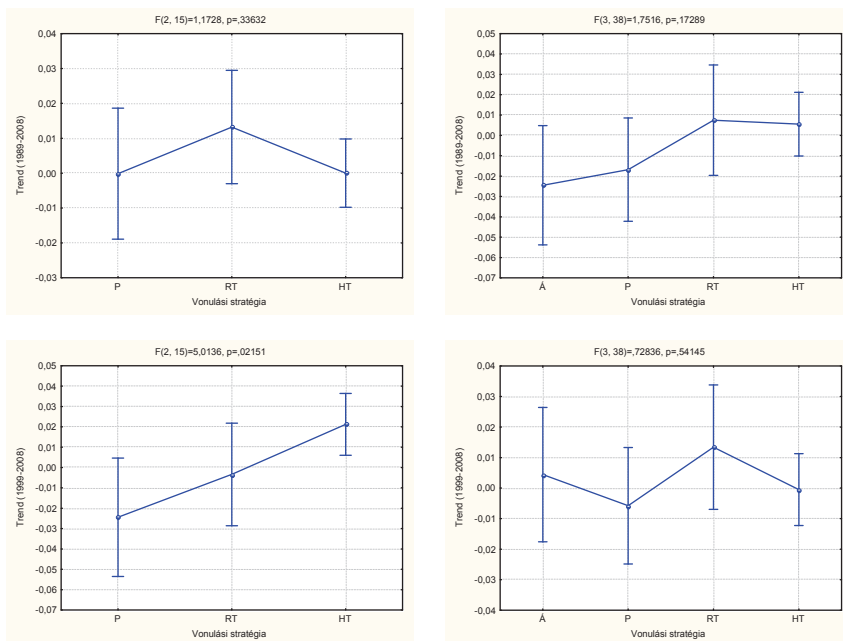 F(2, 15)=1,1728, p=,33632
Trend (1989-2008)
0,04
0,03
0,02
0,01
0,00
-0,01
-0,02
-0,03
P RT HT
Vonulási stratégia
F(3, 38)=1,7516, p=,17289
Trend (1989-2008)
0,05
0,04
0,03
0,02
0,01
0,00
-0,01
-0,02
-0,03
-0,04
-0,05
-0,06
-0,07
Á P RT HT
Vonulási stratégia
F(2, 15)=5,0136, p=,02151
Trend (1999-2008)
0,05
0,04
0,03
0,02
0,01
0,00
-0,01
-0,02
-0,03
-0,04
-0,05
-0,06
-0,07
P RT HT
Vonulási stratégia
F(3, 38)=,72836, p=,54145
Trend (1999-2008)
0,04
0,03
0,02
0,01
0,00
-0,01
-0,02
-0,03
-0,04
Á P RT HT
Vonulási stratégia